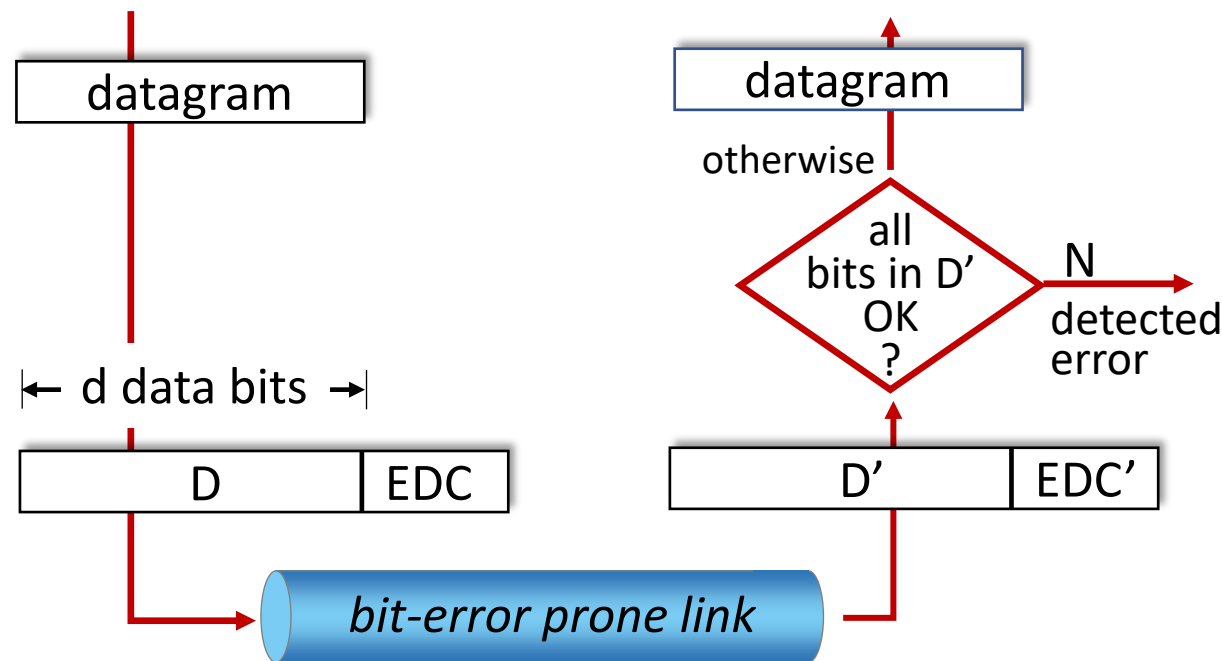 datagram
d data bits
D
EDC
bit-error prone link
D’
EDC’
all
bits in D’
OK
?
N
detected
error
otherwise
datagram